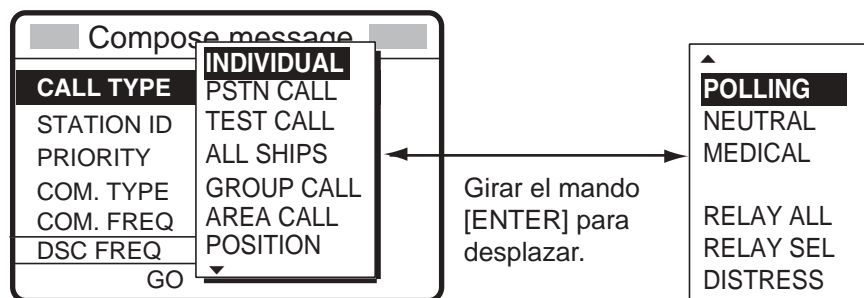 Compose message
CALL TYPE
STATION ID
PRIORITY
COM. TYPE
COM. FREQ
DSC FREQ
GO
INDIVIDUAL
PSTN CALL
TEST CALL
ALL SHIPS
GROUP CALL
AREA CALL
POSITION
Girar el mando
[ENTER] para
desplazar.
POLLING
NEUTRAL
MEDICAL
RELAY ALL
RELAY SEL
DISTRESS